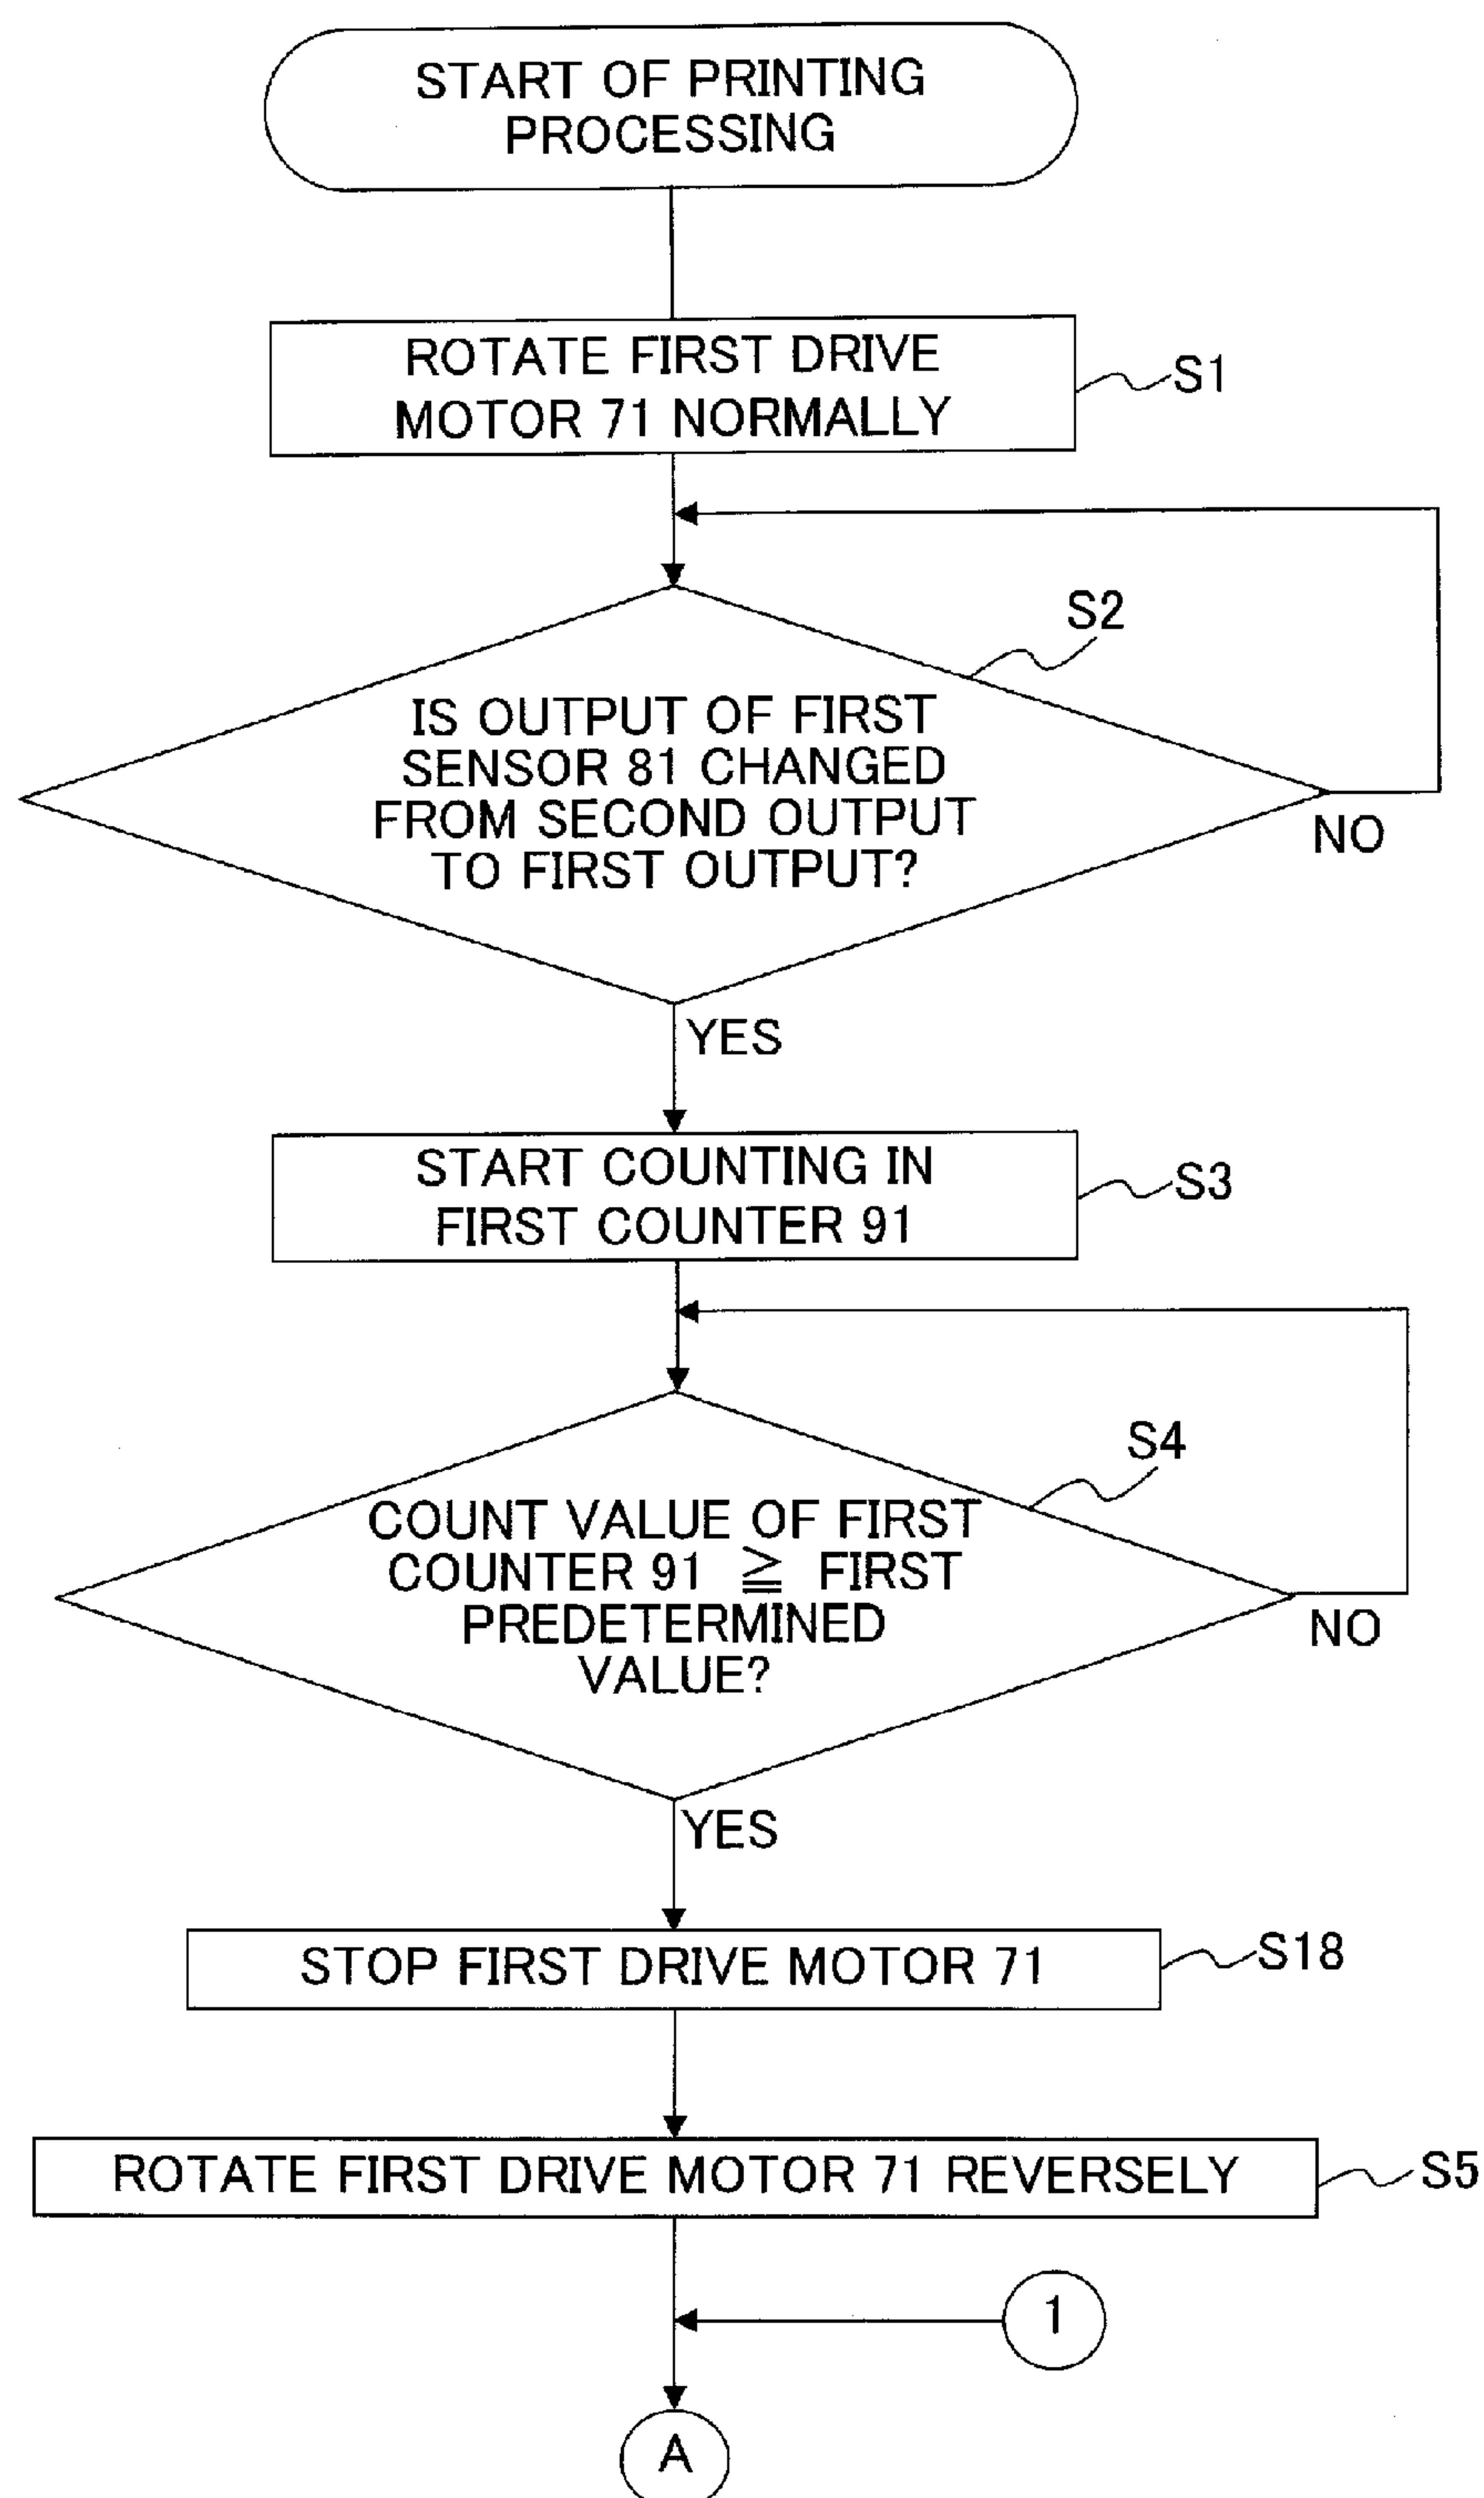 START OF PRINTING
PROCESSING
ROTATE FIRST DRIVE
MOTOR 71 NORMALLY
S1
S2
IS OUTPUT OF FIRST
SENSOR 81 CHANGED
FROM SECOND OUTPUT
TO FIRST OUTPUT?
NO
YES
START COUNTING IN
FIRST COUNTER 91
S3
S4
COUNT VALUE OF FIRST
COUNTER 91 ≧ FIRST
PREDETERMINED
VALUE?
NO
YES
STOP FIRST DRIVE MOTOR 71
S18
ROTATE FIRST DRIVE MOTOR 71 REVERSELY
S5
1
A